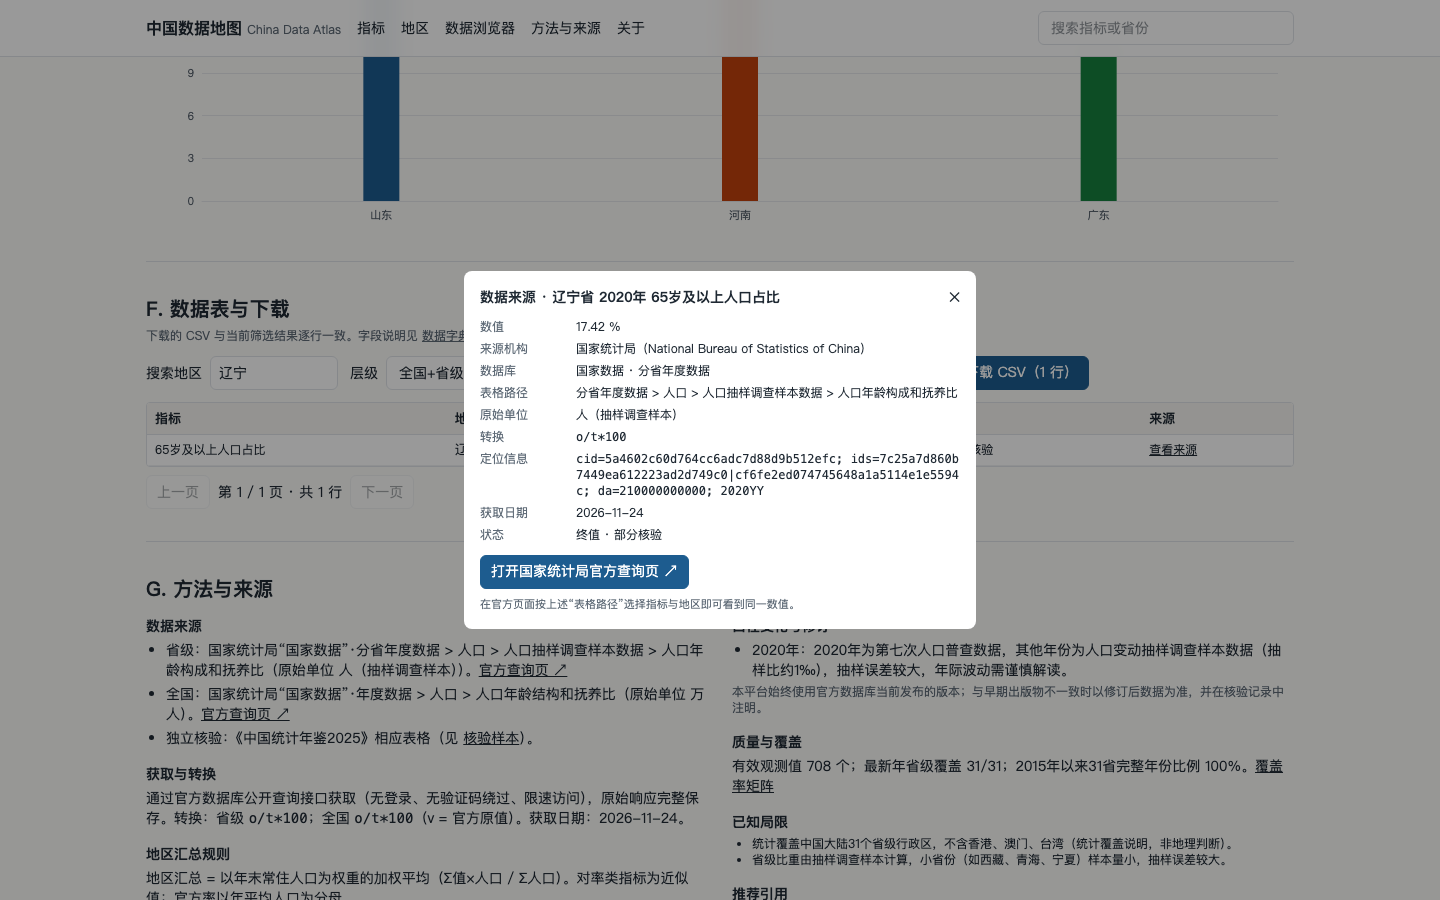 中国数据地图 China Data Atlas 指标 地区 数据浏览器 方法与来源 关于 搜索指标或省份
9
6
3
0
山东 河南 广东
F. 数据表与下载
下载的 CSV 与当前筛选结果逐行一致。字段说明见 数据字典
搜索地区 辽宁 层级 全国+省级 下载 CSV（1 行）
指标 来源
65岁及以上人口占比 核验 查看来源
上一页 第 1 / 1 页 · 共 1 行 下一页
数据来源 · 辽宁省 2020年 65岁及以上人口占比 ×
数值 17.42 %
来源机构 国家统计局（National Bureau of Statistics of China）
数据库 国家数据 · 分省年度数据
表格路径 分省年度数据 > 人口 > 人口抽样调查样本数据 > 人口年龄构成和抚养比
原始单位 人（抽样调查样本）
转换 o/t*100
定位信息 cid=5a4602c60d764cc6adc7d88d9b512efc; ids=7c25a7d860b
7449ea612223ad2d749c0|cf6fe2ed074745648a1a5114e1e5594
c; da=210000000000; 2020YY
获取日期 2026-11-24
状态 终值 · 部分核验
打开国家统计局官方查询页 ↗
在官方页面按上述“表格路径”选择指标与地区即可看到同一数值。
G. 方法与来源
数据来源
• 省级：国家统计局“国家数据”·分省年度数据 > 人口 > 人口抽样调查样本数据 > 人口年
龄构成和抚养比（原始单位 人（抽样调查样本））。官方查询页 ↗
• 全国：国家统计局“国家数据”·年度数据 > 人口 > 人口年龄结构和抚养比（原始单位 万
人）。官方查询页 ↗
• 独立核验：《中国统计年鉴2025》相应表格（见 核验样本）。
获取与转换
通过官方数据库公开查询接口获取（无登录、无验证码绕过、限速访问），原始响应完整保
存。转换：省级 o/t*100；全国 o/t*100（v = 官方原值）。获取日期：2026-11-24。
地区汇总规则
地区汇总 = 以年末常住人口为权重的加权平均（Σ值×人口 / Σ人口）。对率类指标为近似
值：官方率以年平均人口为分母
• 2020年：2020年为第七次人口普查数据，其他年份为人口变动抽样调查样本数据（抽
样比约1‰），抽样误差较大，年际波动需谨慎解读。
本平台始终使用官方数据库当前发布的版本；与早期出版物不一致时以修订后数据为准，并在核验记录中
注明。
质量与覆盖
有效观测值 708 个；最新年省级覆盖 31/31；2015年以来31省完整年份比例 100%。覆盖
率矩阵
已知局限
• 统计覆盖中国大陆31个省级行政区，不含香港、澳门、台湾（统计覆盖说明，非地理判断）。
• 省级比重由抽样调查样本计算，小省份（如西藏、青海、宁夏）样本量小，抽样误差较大。
推荐引用